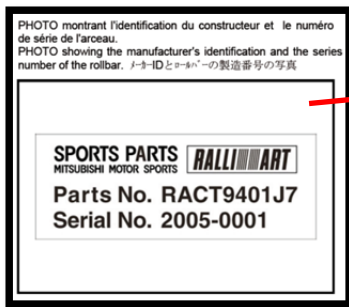 PHOTO montrant l'identification du constructeur et le numéro
de série de l'arceau.
PHOTO showing the manufacturer's identification and the series
number of the rollbar. メーカーIDとロールバーの製造番号の写真
SPORTS PARTS RALLIART
MITSUBISHI MOTOR SPORTS
Parts No. RACT9401J7
Serial No. 2005-0001